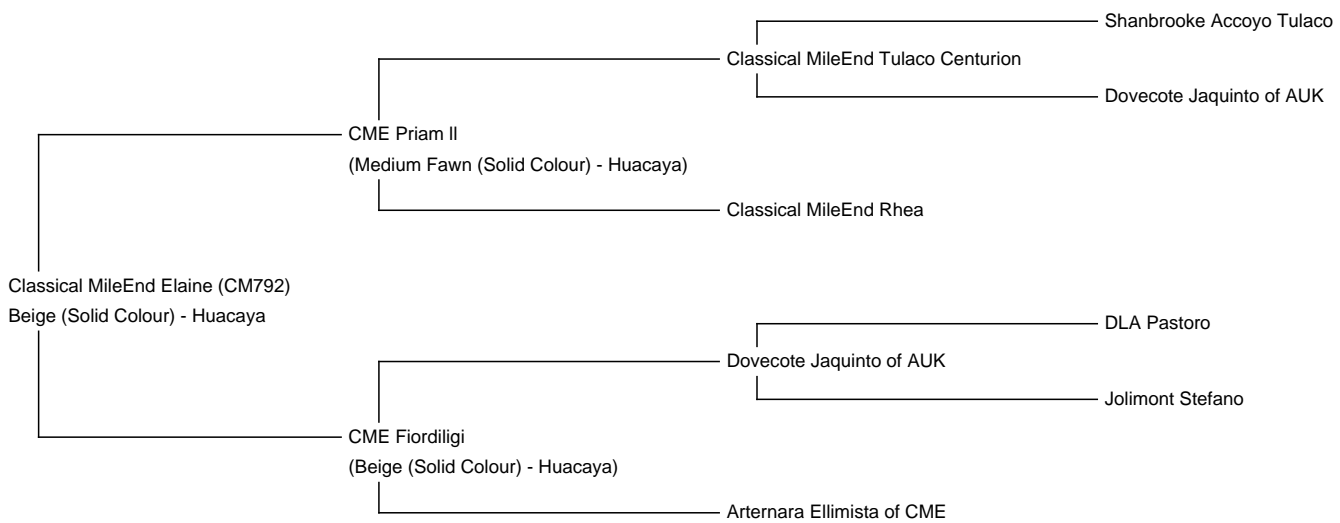 Shanbrooke Accoyo Tulaco
Classical MileEnd Tulaco Centurion
Dovecote Jaquinto of AUK
CME Priam ll
(Medium Fawn (Solid Colour) - Huacaya)
Classical MileEnd Rhea
Classical MileEnd Elaine (CM792)
Beige (Solid Colour) - Huacaya
DLA Pastoro
Dovecote Jaquinto of AUK
Jolimont Stefano
CME Fiordiligi
(Beige (Solid Colour) - Huacaya)
Arternara Ellimista of CME